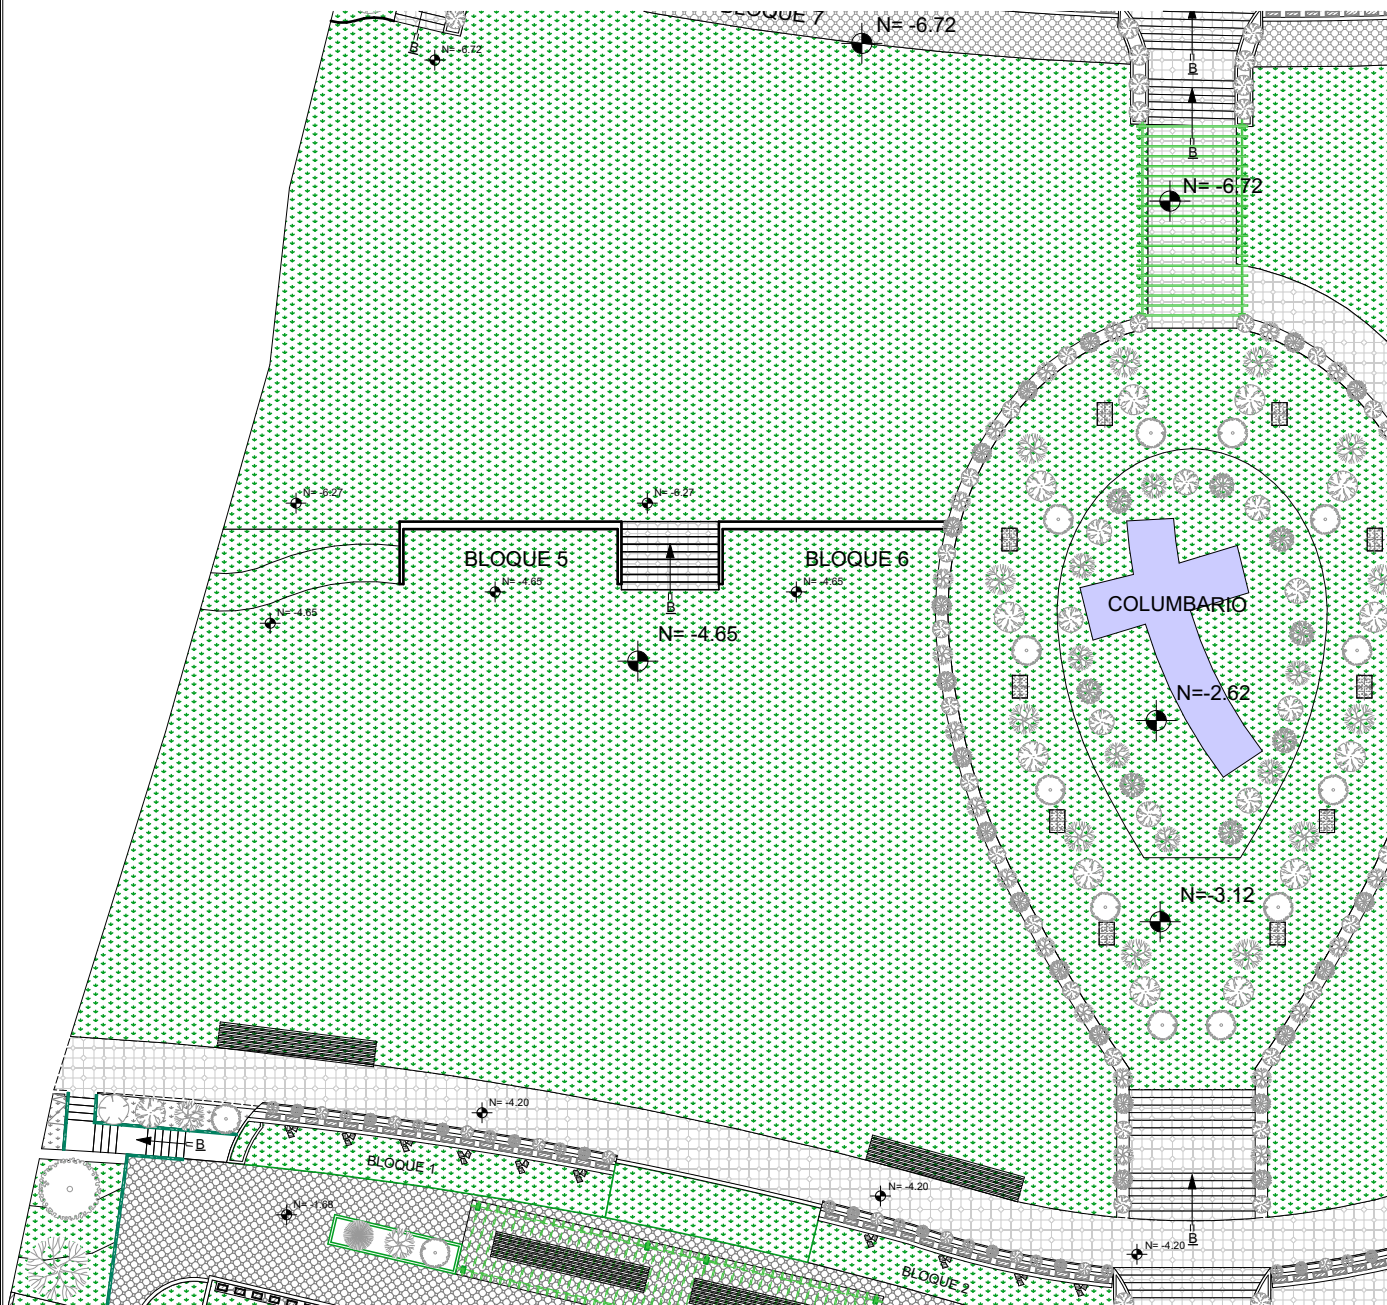 BLOQUE 7
N= -6.72
B
N= -6.72
B
B
N= -6.72
N= -6.27
N= -6.27
BLOQUE 5
BLOQUE 6
N= -4.65
N= -4.65
B
N= -4.65
N= -4.65
COLUMBARIO
N=-2.62
N=-3.12
N= -4.20
B
BLOQUE 1
N= -4.20
N= -1.68
B
N= -4.20
BLOQUE 2